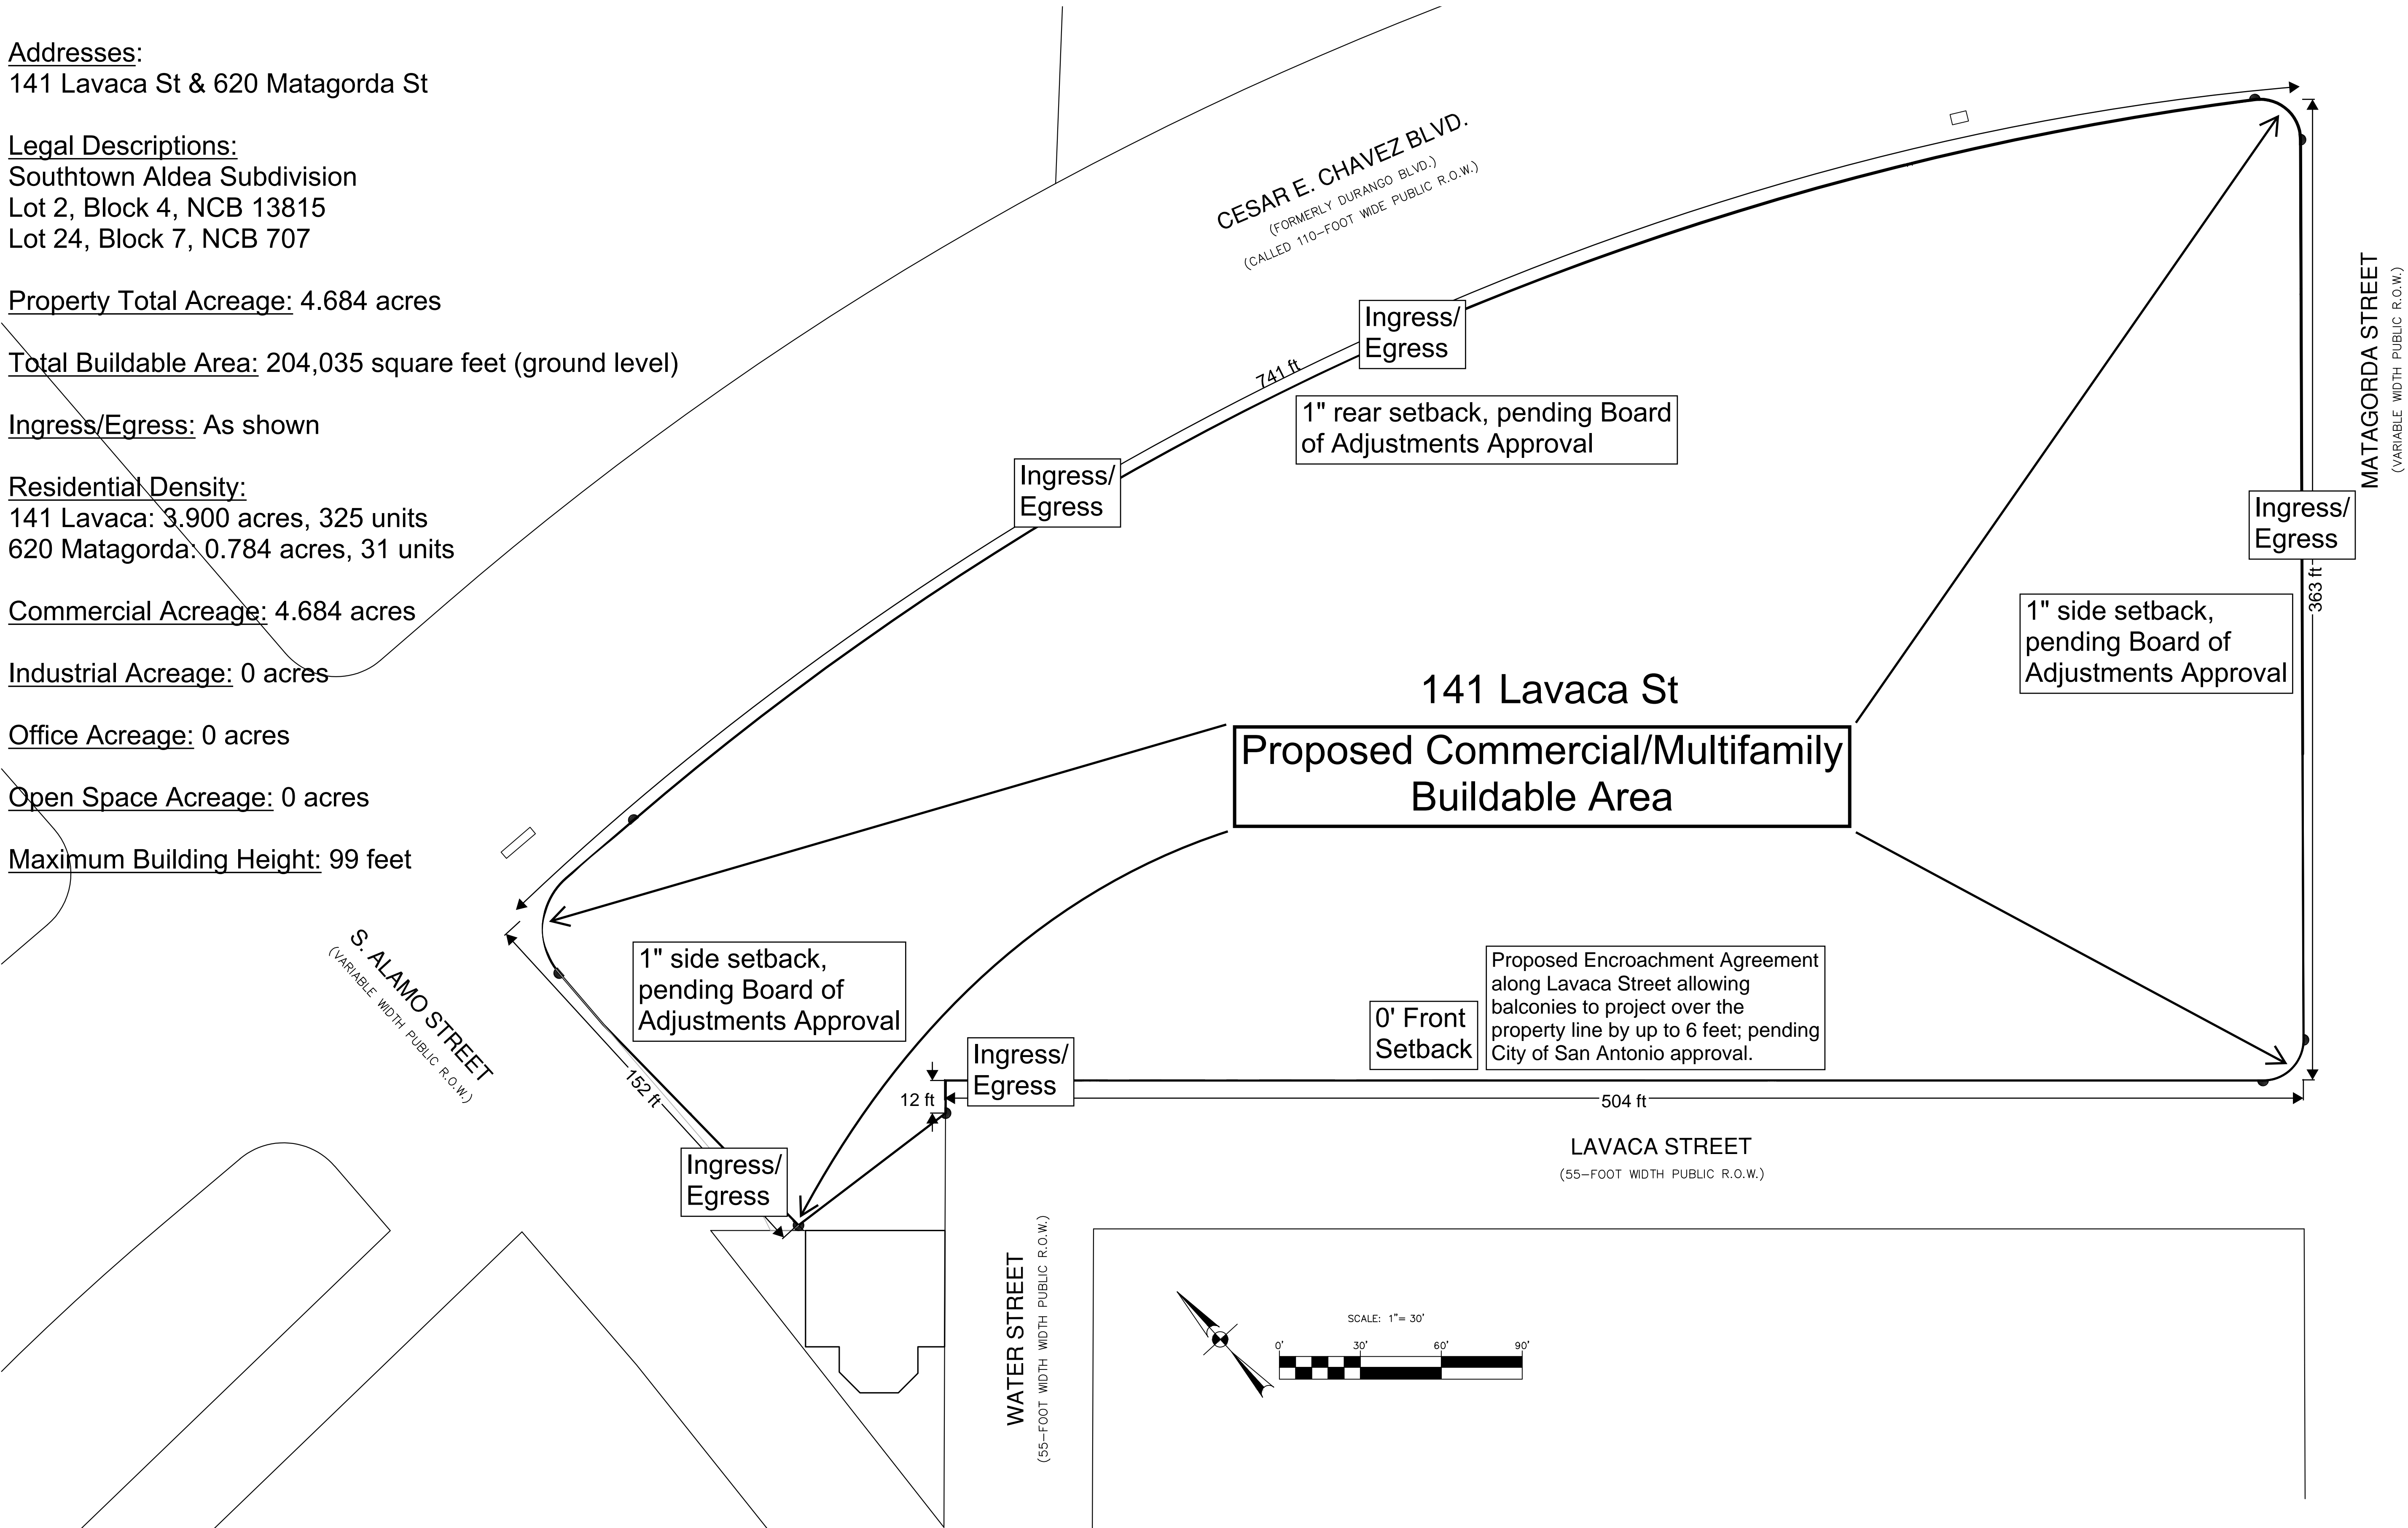 Addresses:
141 Lavaca St & 620 Matagorda St
Legal Descriptions:
Southtown Aldea Subdivision
Lot 2, Block 4, NCB 13815
Lot 24, Block 7, NCB 707
Property Total Acreage: 4.684 acres
Total Buildable Area: 204,035 square feet (ground level)
Ingress/Egress: As shown
Residential Density:
141 Lavaca: 3.900 acres, 325 units
620 Matagorda: 0.784 acres, 31 units
Commercial Acreage: 4.684 acres
Industrial Acreage: 0 acres
Office Acreage: 0 acres
Open Space Acreage: 0 acres
Maximum Building Height: 99 feet
CESAR E. CHAVEZ BLVD.
(FORMERLY DURANGO BLVD.)
(CALLED 110-FOOT WIDE PUBLIC R.O.W.)
MATAGORDA STREET
(VARIABLE WIDTH PUBLIC R.O.W.)
Ingress/
Egress
741 ft
1" rear setback, pending Board
of Adjustments Approval
Ingress/
Egress
Ingress/
Egress
363 ft
1" side setback,
pending Board of
Adjustments Approval
141 Lavaca St
Proposed Commercial/Multifamily
Buildable Area
S. ALAMO STREET
(VARIABLE WIDTH PUBLIC R.O.W.)
1" side setback,
pending Board of
Adjustments Approval
152 ft
Ingress/
Egress
12 ft
Ingress/
Egress
0' Front
Setback
Proposed Encroachment Agreement
along Lavaca Street allowing
balconies to project over the
property line by up to 6 feet; pending
City of San Antonio approval.
504 ft
LAVACA STREET
(55-FOOT WIDTH PUBLIC R.O.W.)
WATER STREET
(55-FOOT WIDTH WIDTH PUBLIC R.O.W.)
SCALE: 1"= 30'
0' 30' 60' 90'